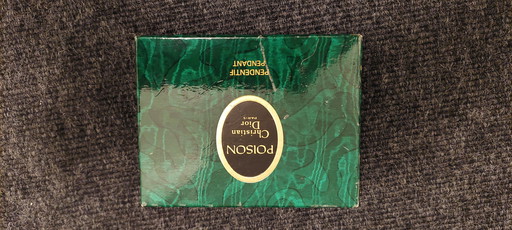 POISON
Christian
Dior
PARIS
PENDENTIF
PENDANT